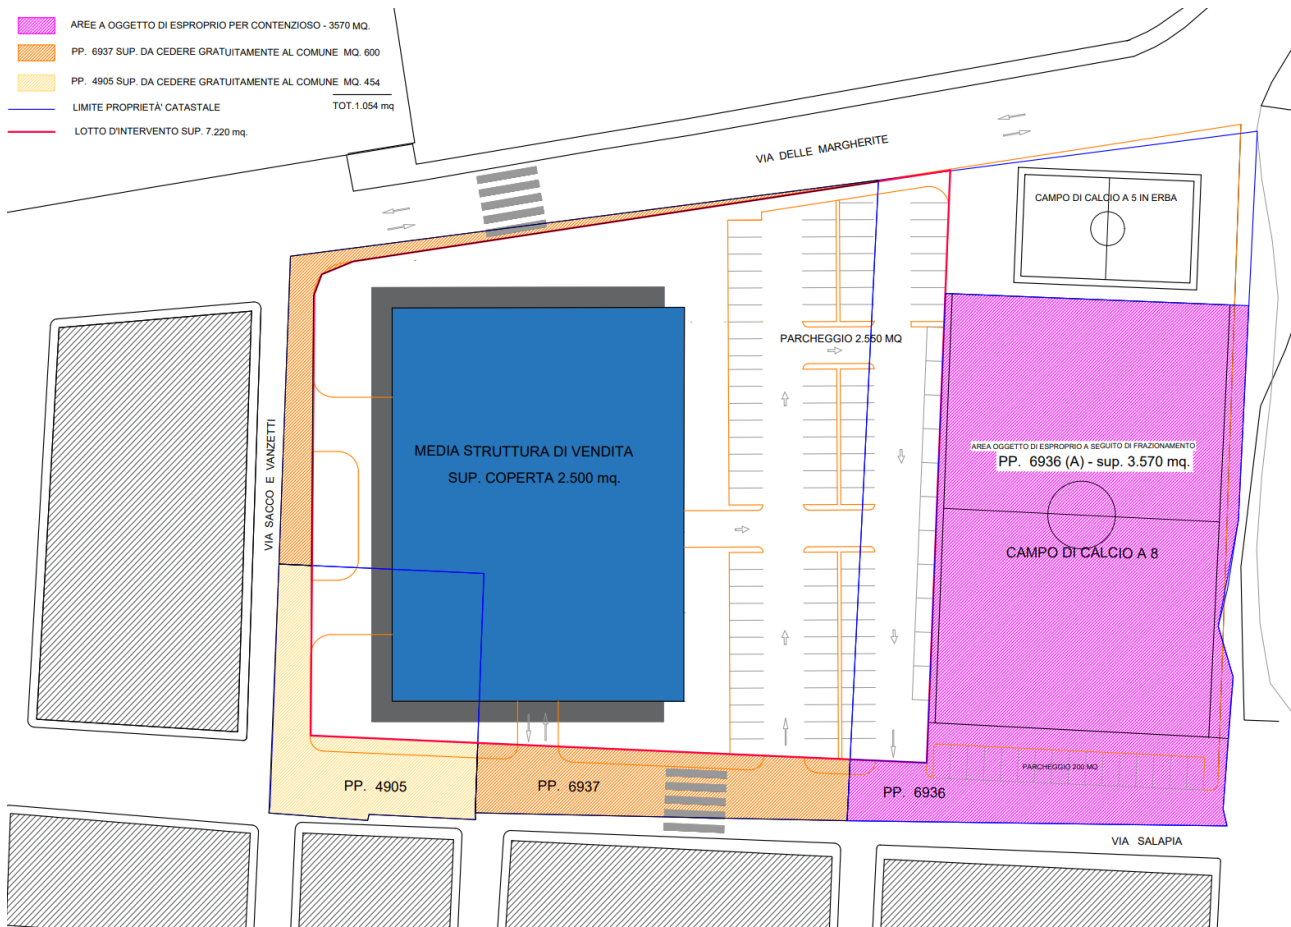 AREE A OGGETTO DI ESPROPRIO PER CONTENZIOSO - 3570 MQ.
PP. 6937 SUP. DA CEDERE GRATUITAMENTE AL COMUNE MQ. 600
PP. 4905 SUP. DA CEDERE GRATUITAMENTE AL COMUNE MQ. 454
LIMITE PROPRIETA' CATASTALE
TOT.1.054 mq
LOTTO D'INTERVENTO SUP. 7.220 mq.
VIA DELLE MARGHERITE
CAMPO DI CALCIO A 5 IN ERBA
PARCHEGGIO 2.550 MQ
VIA SACCO E VANZETTI
MEDIA STRUTTURA DI VENDITA
SUP. COPERTA 2.500 mq.
AREA OGGETTO DI ESPROPRIO A SEGUITO DI FRAZIONAMENTO
PP. 6936 (A) - sup. 3.570 mq.
CAMPO DI CALCIO A 8
PARCHEGGIO 200 MQ
PP. 4905
PP. 6937
PP. 6936
VIA SALAPIA